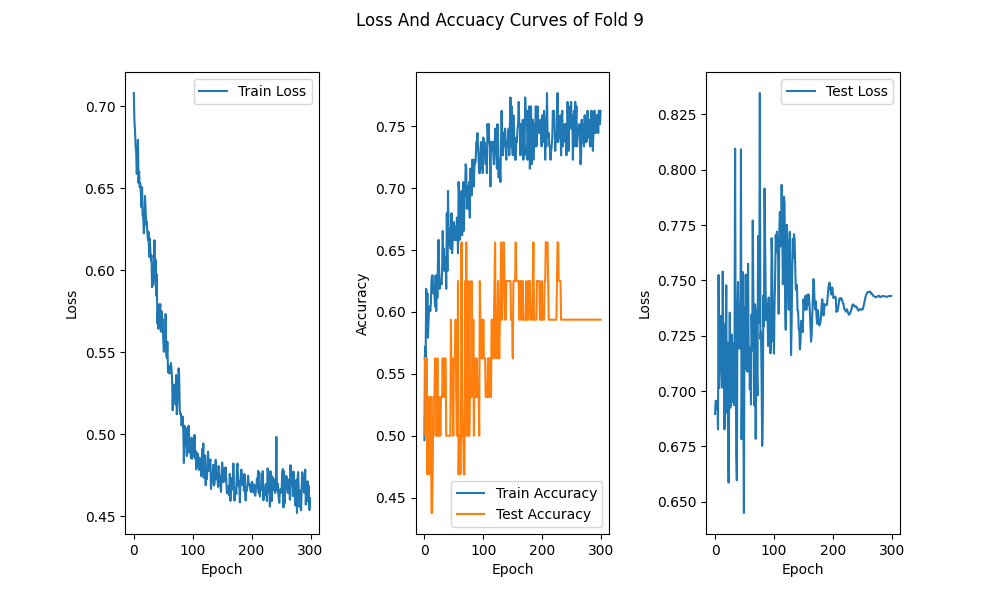 Loss And Accuacy Curves of Fold 9
Train Loss
0.70
0.65
0.60
0.55
0.50
0.45
Loss
0 100 200 300
Epoch
0.75
0.70
0.65
0.60
0.55
0.50
0.45
Accuracy
Train Accuracy
Test Accuracy
0 100 200 300
Epoch
Test Loss
0.825
0.800
0.775
0.750
0.725
0.700
0.675
0.650
Loss
0 100 200 300
Epoch